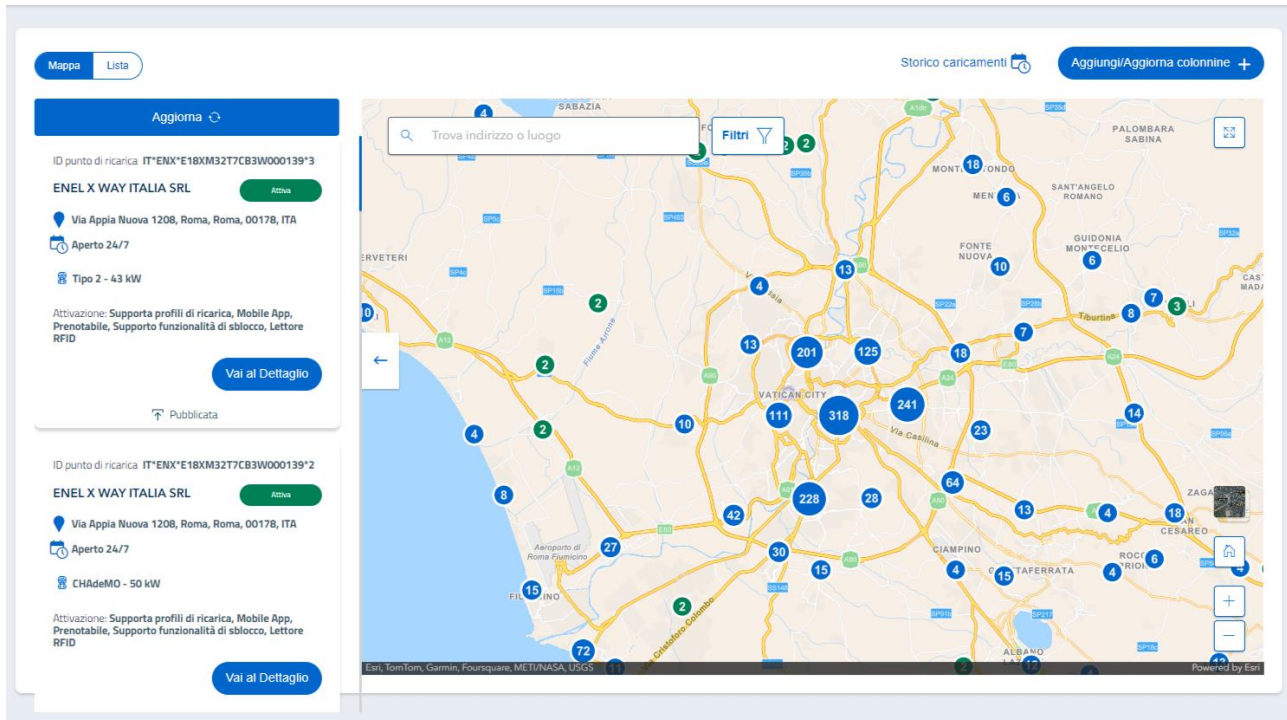 Mappa
Lista
Storico caricamenti
Aggiungi/Aggiorna colonnine +
Aggiorna
ID punto di ricarica IT*ENX*E18XM32T7CB3W000139*3
ENEL X WAY ITALIA SRL
Attiva
Via Appia Nuova 1208, Roma, Roma, 00178, ITA
Aperto 24/7
Tipo 2 - 43 kW
Attivazione: Supporta profili di ricarica, Mobile App,
Prenotabile, Supporto funzionalità di sblocco, Lettore
RFID
Vai al Dettaglio
Pubblicata
ID punto di ricarica IT*ENX*E18XM32T7CB3W000139*2
ENEL X WAY ITALIA SRL
Attiva
Via Appia Nuova 1208, Roma, Roma, 00178, ITA
Aperto 24/7
CHAdeMO - 50 kW
Attivazione: Supporta profili di ricarica, Mobile App,
Prenotabile, Supporto funzionalità di sblocco, Lettore
RFID
Vai al Dettaglio
Trova indirizzo o luogo
Filtri
SABAZIA
4
2
2
PALOMBARA
SABINA
18
6
SANT'ANGELO
ROMANO
FONTE
NUOVA
10
GUIDONIA
MONTECELIO
6
13
4
2
7
3
8
Tiburtina
7
13
201
125
18
2
Fiume Arrone
VATICAN CITY
111
318
241
14
10
23
Via Casilina
4
2
8
228
28
64
13
4
18
42
27
Aeroporto di
Roma Fiumicino
30
15
CIAMPINO
4
15
4
6
15
2
Via Cristoforo Colombo
72
11
ALBANO
12
Esri, TomTom, Garmin, Foursquare, METI/NASA, USGS
Powered by Esri